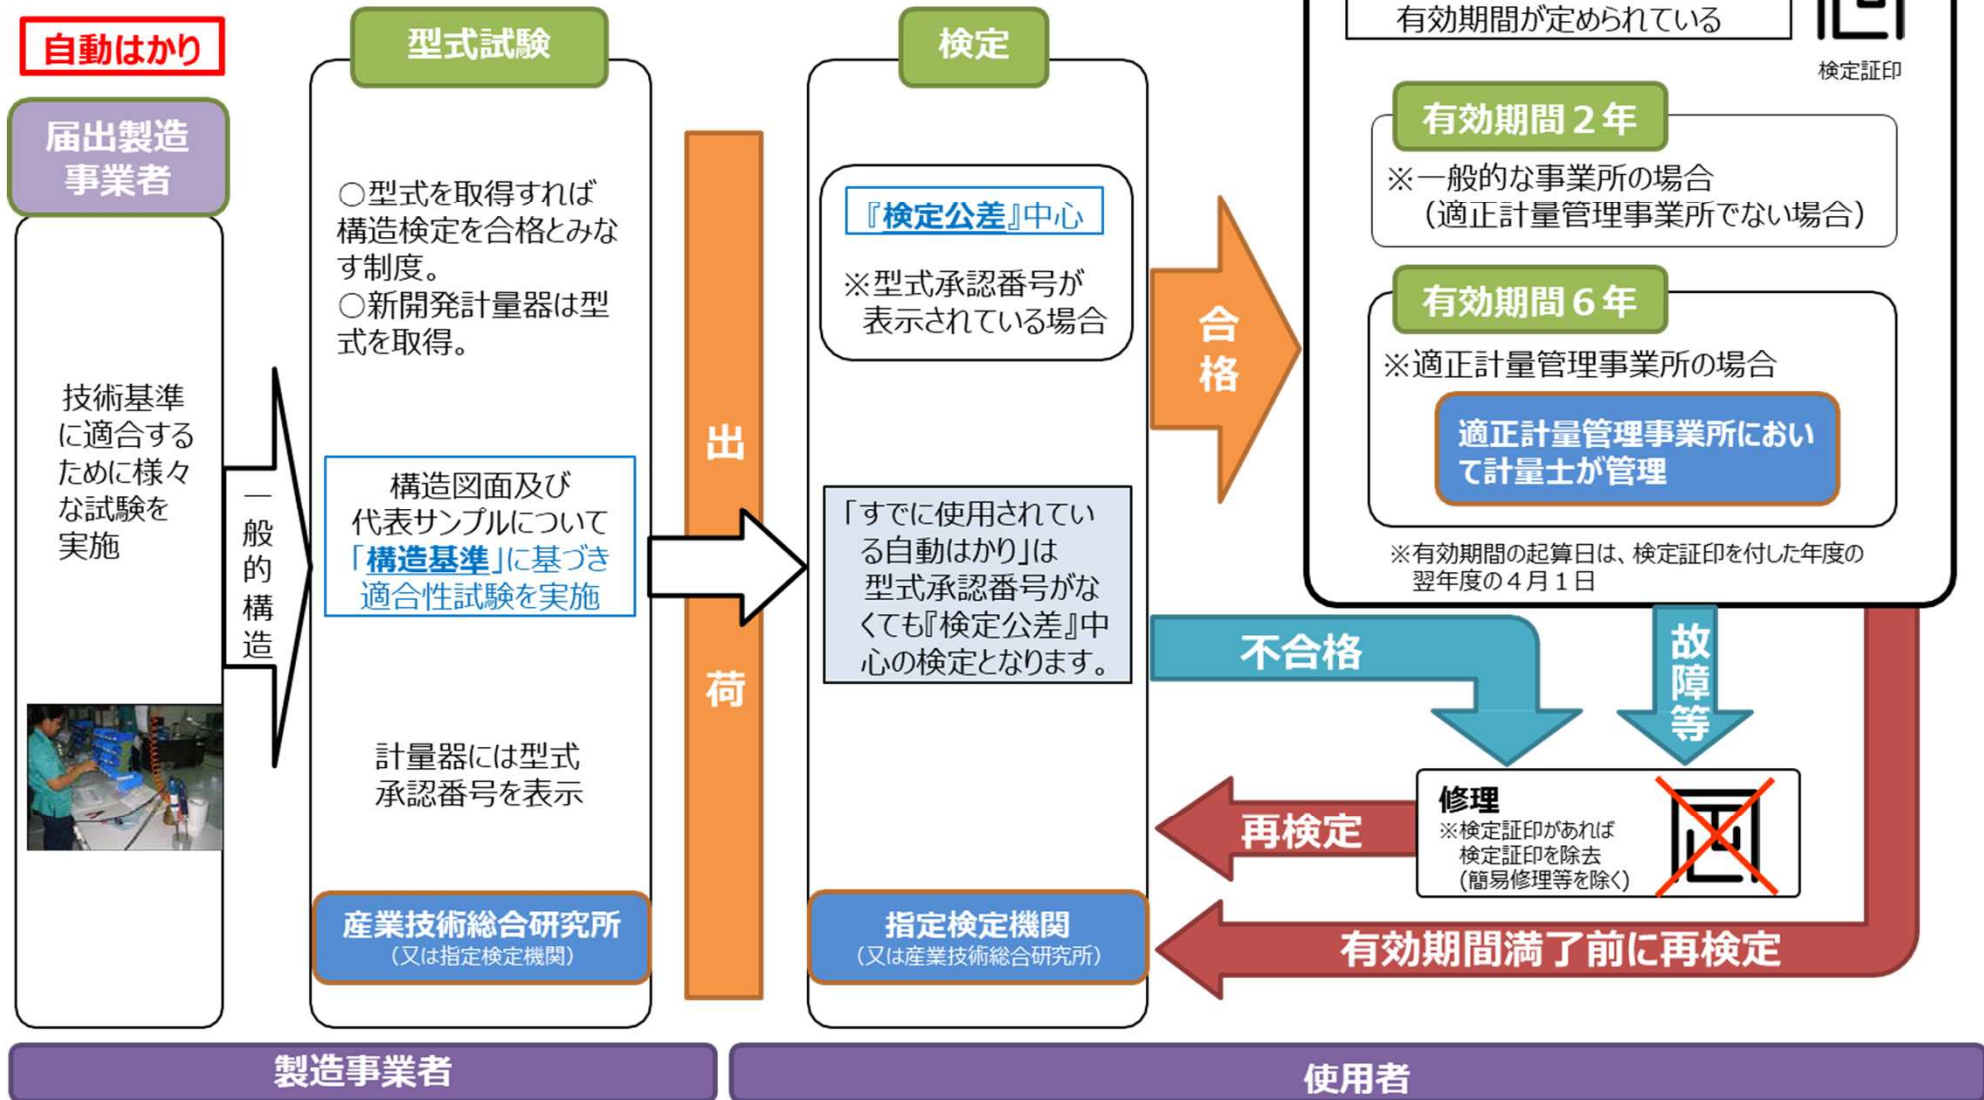 自動はかり
届出製造
事業者
技術基準
に適合する
ために様々
な試験を
実施
一般的構造
型式試験
○型式を取得すれば
構造検定を合格とみな
す制度。
○新開発計量器は型
式を取得。
構造図面及び
代表サンプルについて
「構造基準」に基づき
適合性試験を実施
計量器には型式
承認番号を表示
産業技術総合研究所
（又は指定検定機関）
出荷
検定
『検定公差』中心
※型式承認番号が
表示されている場合
「すでに使用されてい
る自動はかり」は
型式承認番号がな
くても『検定公差』中
心の検定となります。
指定検定機関
（又は産業技術総合研究所）
合格
有効期間が定められている
検定証印
有効期間２年
※一般的な事業所の場合
（適正計量管理事業所でない場合）
有効期間６年
※適正計量管理事業所の場合
適正計量管理事業所におい
て計量士が管理
※有効期間の起算日は、検定証印を付した年度の
翌年度の４月１日
不合格
故障等
修理
※検定証印があれば
検定証印を除去
(簡易修理等を除く)
再検定
有効期間満了前に再検定
製造事業者
使用者